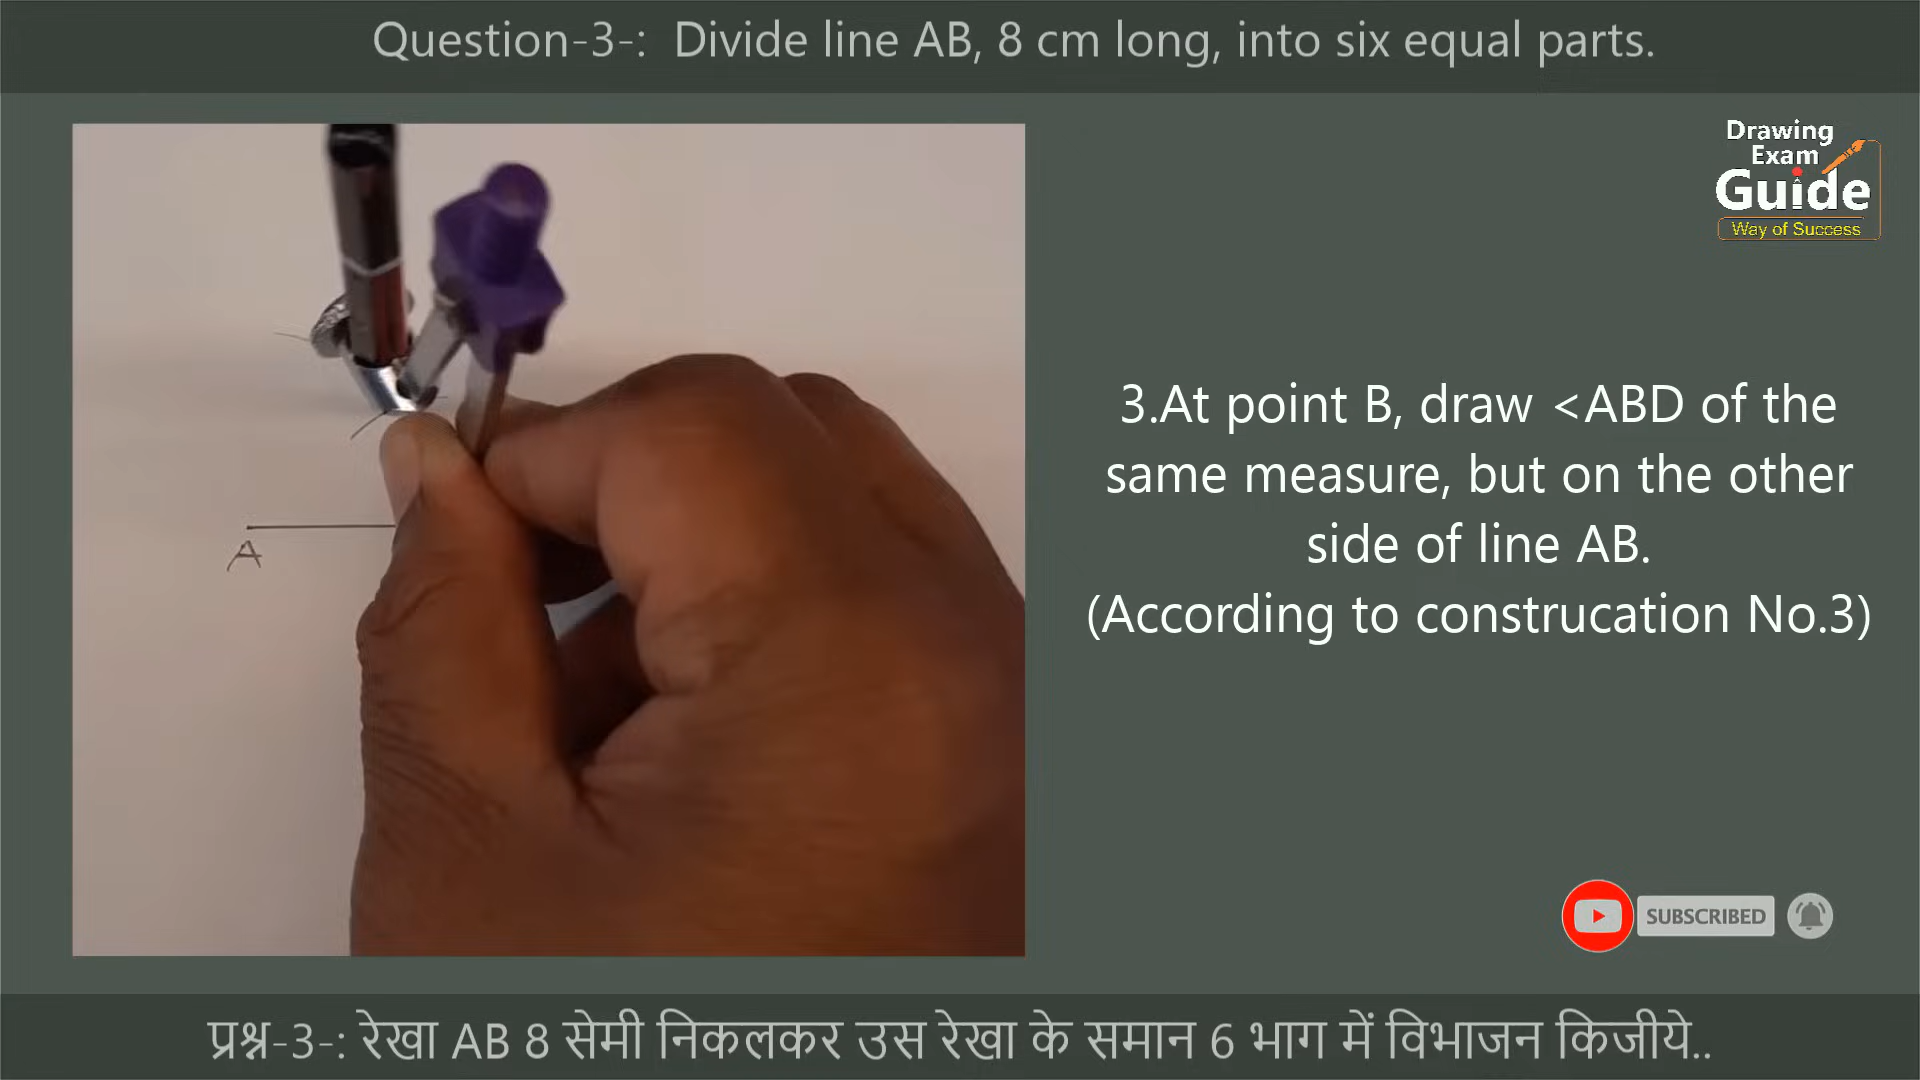 Question-3-: Divide line AB, 8 cm long, into six equal parts.
Drawing
Exam
Guide
Way of Success
A
3.At point B, draw <ABD of the
same measure, but on the other
side of line AB.
(According to construcation No.3)
SUBSCRIBED
प्रश्न-3-: रेखा AB 8 सेमी निकलकर उस रेखा के समान 6 भाग में विभाजन किजीये..